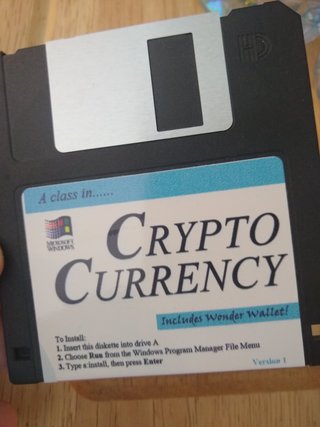 HD
A class in......
MICROSOFT
WINDOWS
CRYPTO
CURRENCY
Includes Wonder Wallet!
To Install:
1. Insert this diskette into drive A
2. Choose Run from the Windows Program Manager File Menu
3. Type a:install, then press Enter
Version 1